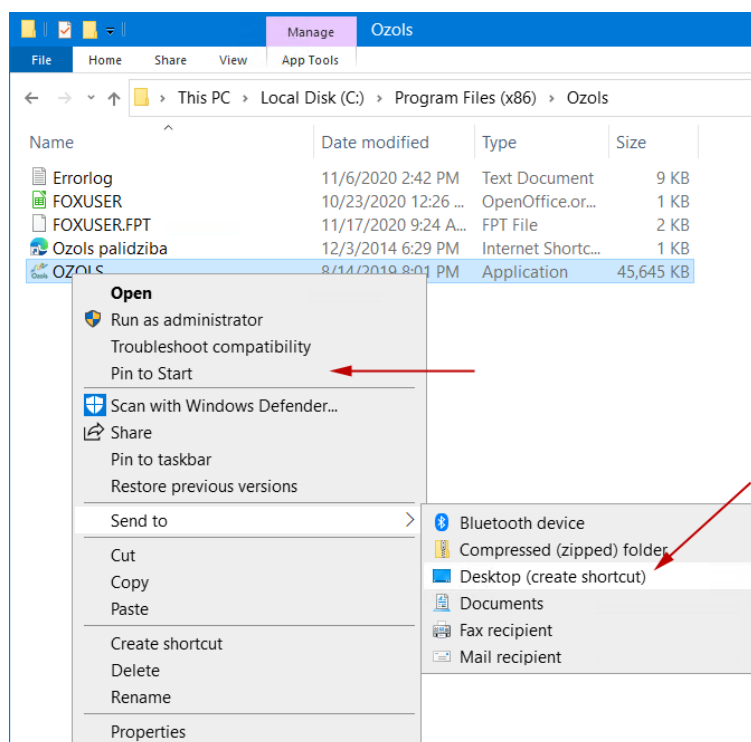 Manage Ozols
File Home Share View App Tools
This PC > Local Disk (C:) > Program Files (x86) > Ozols
Name Date modified Type Size
Errorlog 11/6/2020 2:42 PM Text Document 9 KB
FOXUSER 10/23/2020 12:26 ... OpenOffice.or... 1 KB
FOXUSER.FPT 11/17/2020 9:24 A... FPT File 2 KB
Ozols palidziba 12/3/2014 6:29 PM Internet Shortc... 1 KB
OZOLS 8/14/2019 8:01 PM Application 45,645 KB
Open
Run as administrator
Troubleshoot compatibility
Pin to Start
Scan with Windows Defender...
Share
Pin to taskbar
Restore previous versions
Send to
Bluetooth device
Cut
Compressed (zipped) folder
Copy
Desktop (create shortcut)
Paste
Documents
Fax recipient
Create shortcut
Mail recipient
Delete
Rename
Properties